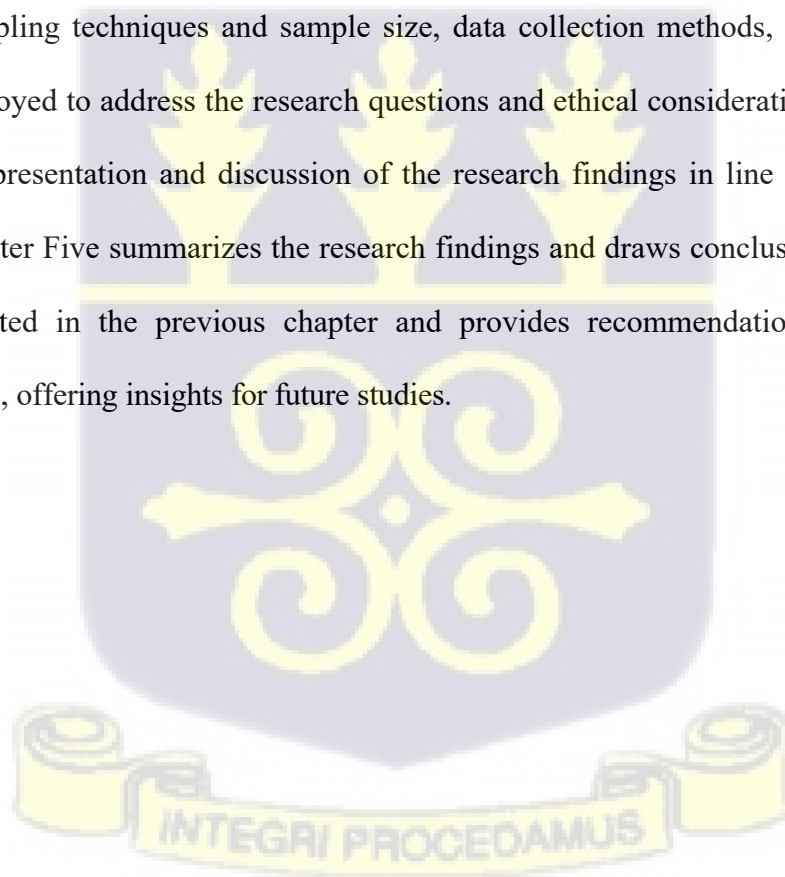 pling techniques and sample size, data collection methods,
oyed to address the research questions and ethical considerati
presentation and discussion of the research findings in line
ter Five summarizes the research findings and draws conclus
ted in the previous chapter and provides recommendatio
, offering insights for future studies.
INTEGRI PROCEDAMUS